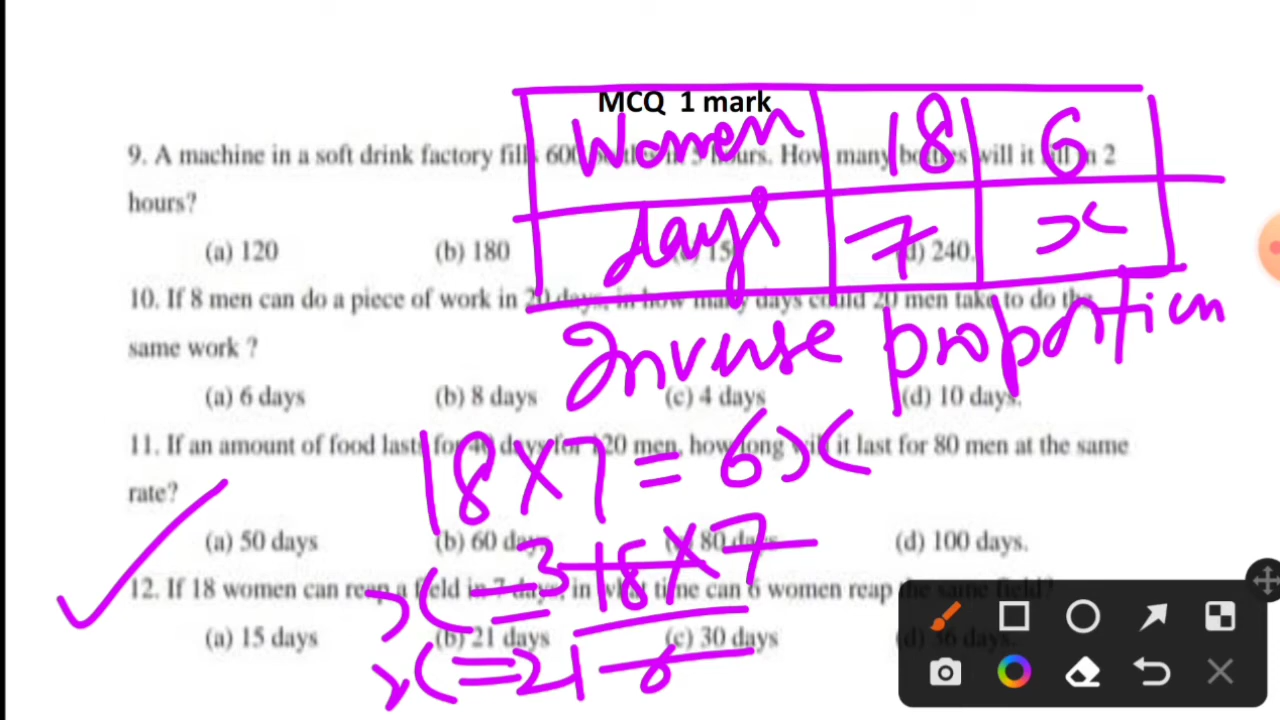 MCQ 1 mark
Women 18 6
9. A machine in a soft drink factory fill 600 hours. How many bottles will it in 2
hours?
days 7 x
(a) 120 (b) 180 (d) 240
10. If 8 men can do a piece of work in 20 days, in how many days could 20 men take to do the
same work ?
Inverse proportion
(a) 6 days (b) 8 days (c) 4 days (d) 10 days.
11. If an amount of food lasts for days for 120 men, how long will it last for 80 men at the same
rate?
18 × 7 = 6x
(a) 50 days (b) 60 days 80 days (d) 100 days.
x = 3 18 × 7
12. If 18 women can reap a field in 7 days, in what time can 6 women reap the same field?
6
(a) 15 days (b) 21 days (c) 30 days (d) 36 days.
x = 21